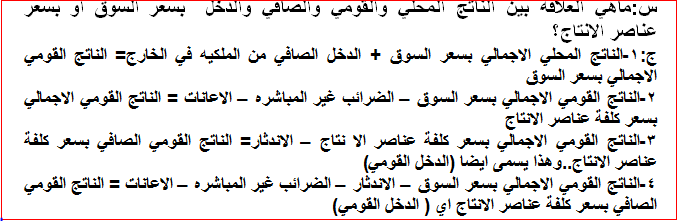 س:ماهي العلاقة بين الناتج المحلي والقومي والصافي والدخل بسعر السوق او بسعر
عناصر الانتاج؟
ج:١-الناتج المحلي الاجمالي بسعر السوق + الدخل الصافي من الملكيه في الخارج= الناتج القومي
الاجمالي بسعر السوق
٢-الناتج القومي الاجمالي بسعر السوق – الضرائب غير المباشره – الاعانات = الناتج القومي الاجمالي
بسعر كلفة عناصر الانتاج
٣-الناتج القومي الاجمالي بسعر كلفة عناصر الا نتاج – الاندثار= الناتج القومي الصافي بسعر كلفة
عناصر الانتاج..وهذا يسمى ايضا (الدخل القومي)
٤-الناتج القومي الاجمالي بسعر السوق – الاندثار – الضرائب غير المباشره – الاعانات = الناتج القومي
الصافي بسعر كلفة عناصر الانتاج اي ( الدخل القومي)